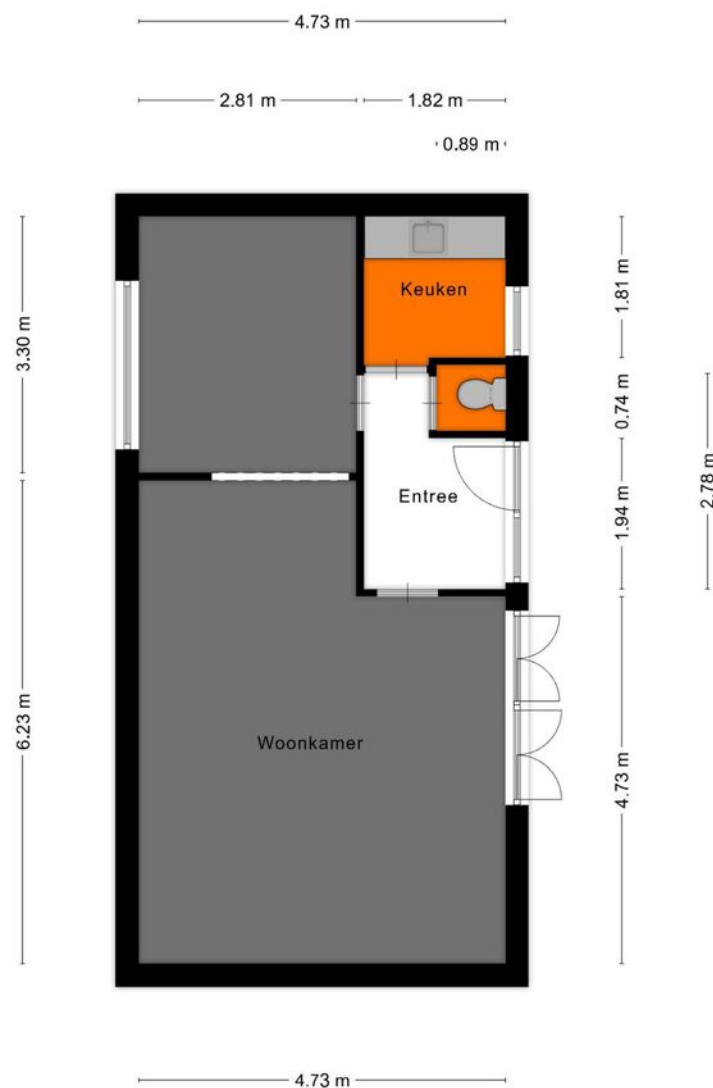 4.73 m
2.81 m
1.82 m
0.89 m
3.30 m
1.81 m
Keuken
0.74 m
2.78 m
Entree
1.94 m
6.23 m
Woonkamer
4.73 m
4.73 m